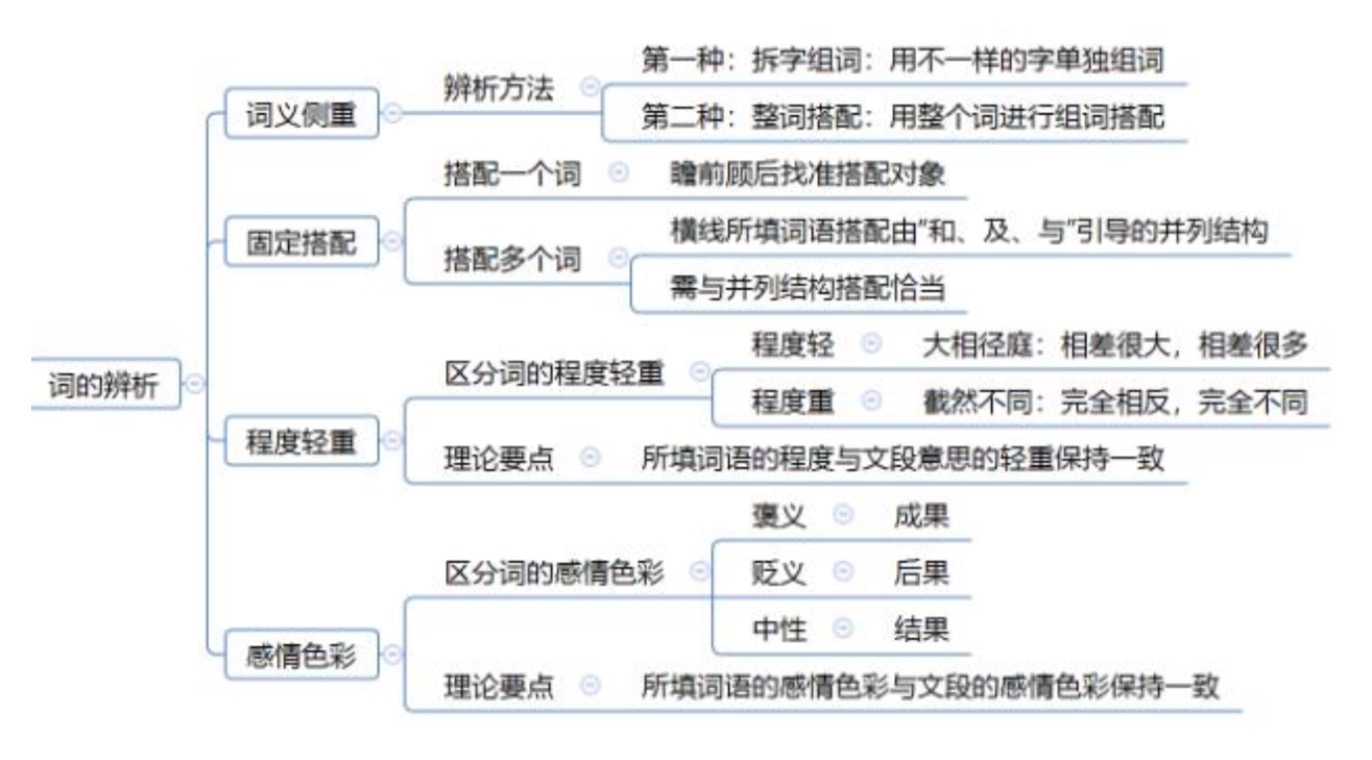 词的辨析
词义侧重
辨析方法
第一种：拆字组词：用不一样的字单独组词
第二种：整词搭配：用整个词进行组词搭配
固定搭配
搭配一个词
瞻前顾后找准搭配对象
搭配多个词
横线所填词语搭配由"和、及、与"引导的并列结构
需与并列结构搭配恰当
程度轻重
区分词的程度轻重
程度轻
大相径庭：相差很大，相差很多
程度重
截然不同：完全相反，完全不同
理论要点
所填词语的程度与文段意思的轻重保持一致
感情色彩
区分词的感情色彩
褒义
成果
贬义
后果
中性
结果
理论要点
所填词语的感情色彩与文段的感情色彩保持一致